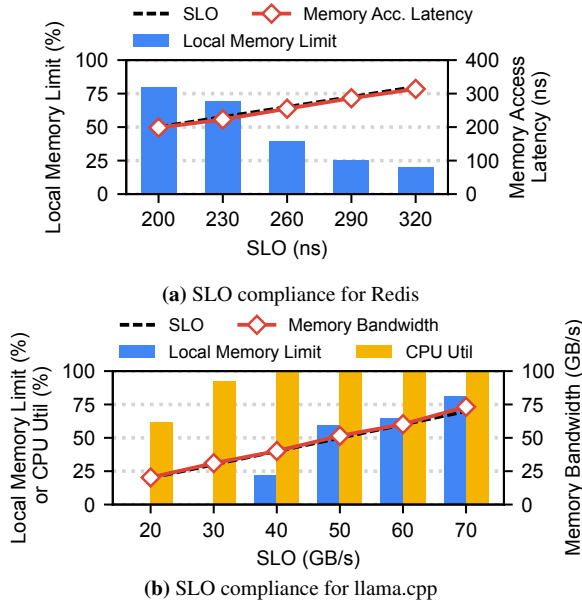 SLO Memory Acc. Latency
Local Memory Limit
Local Memory Limit (%)
100
75
50
25
0
400
300
200
100
0
Memory Access
Latency (ns)
200 230 260 290 320
SLO (ns)
(a) SLO compliance for Redis
SLO Memory Bandwidth
Local Memory Limit CPU Util
Local Memory Limit (%)
or CPU Util (%)
100
75
50
25
0
100
75
50
25
0
Memory Bandwidth (GB/s)
20 30 40 50 60 70
SLO (GB/s)
(b) SLO compliance for llama.cpp